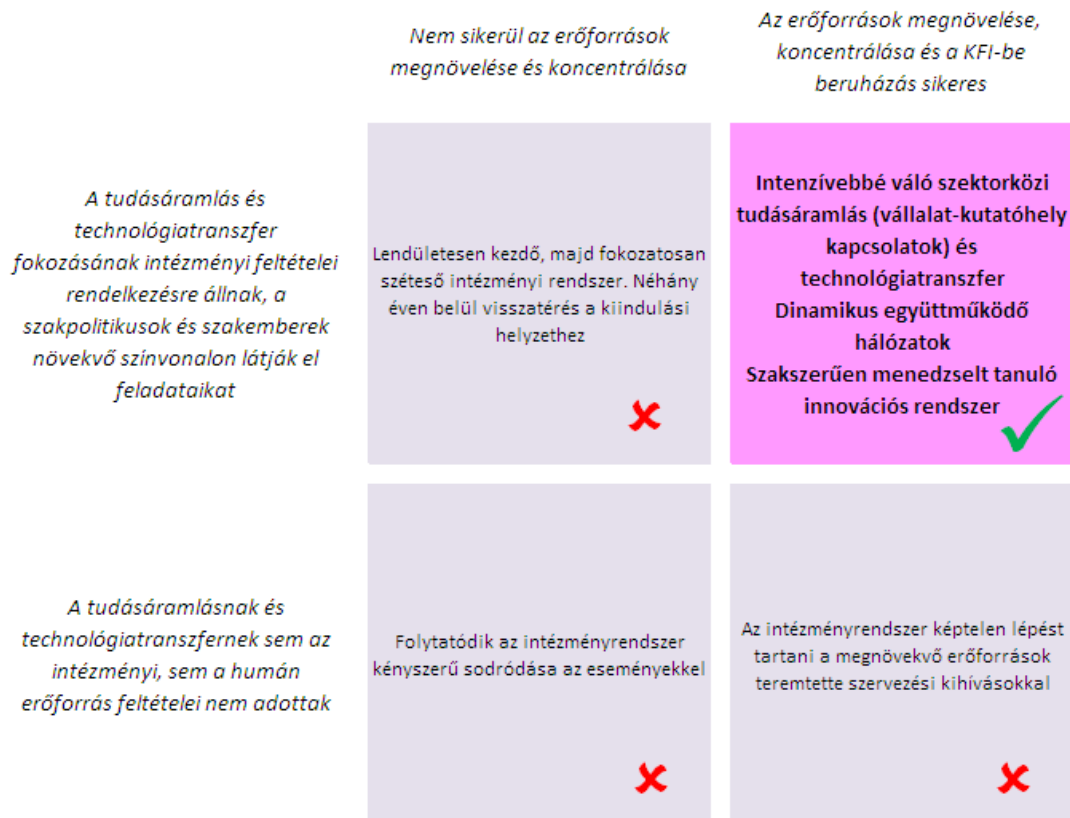 Nem sikerül az erőforrások
megnövelése és koncentrálása
Az erőforrások megnövelése,
koncentrálása és a KFI-be
beruházás sikeres
A tudásáramlás és
technológiatranszfer
fokozásának intézményi feltételei
rendelkezésre állnak, a
szakpolitikusok és szakemberek
növekvő színvonalon látják el
feladataikat
Lendületesen kezdő, majd fokozatosan
széteső intézményi rendszer. Néhány
éven belül visszatérés a kiindulási
helyzethez
Intenzívebbé váló szektorközi
tudásáramlás (vállalat-kutatóhely
kapcsolatok) és
technológiatranszfer
Dinamikus együttműködő
hálózatok
Szakszerűen menedzselt tanuló
innovációs rendszer
A tudásáramlásnak és
technológiatranszfernek sem az
intézményi, sem a humán
erőforrás feltételei nem adottak
Folytatódik az intézményrendszer
kényszerű sodródása az eseményekkel
Az intézményrendszer képtelen lépést
tartani a megnövekvő erőforrások
teremtette szervezési kihívásokkal